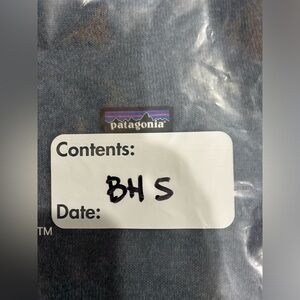 patagonia
Contents:
BH S
Date:
TM